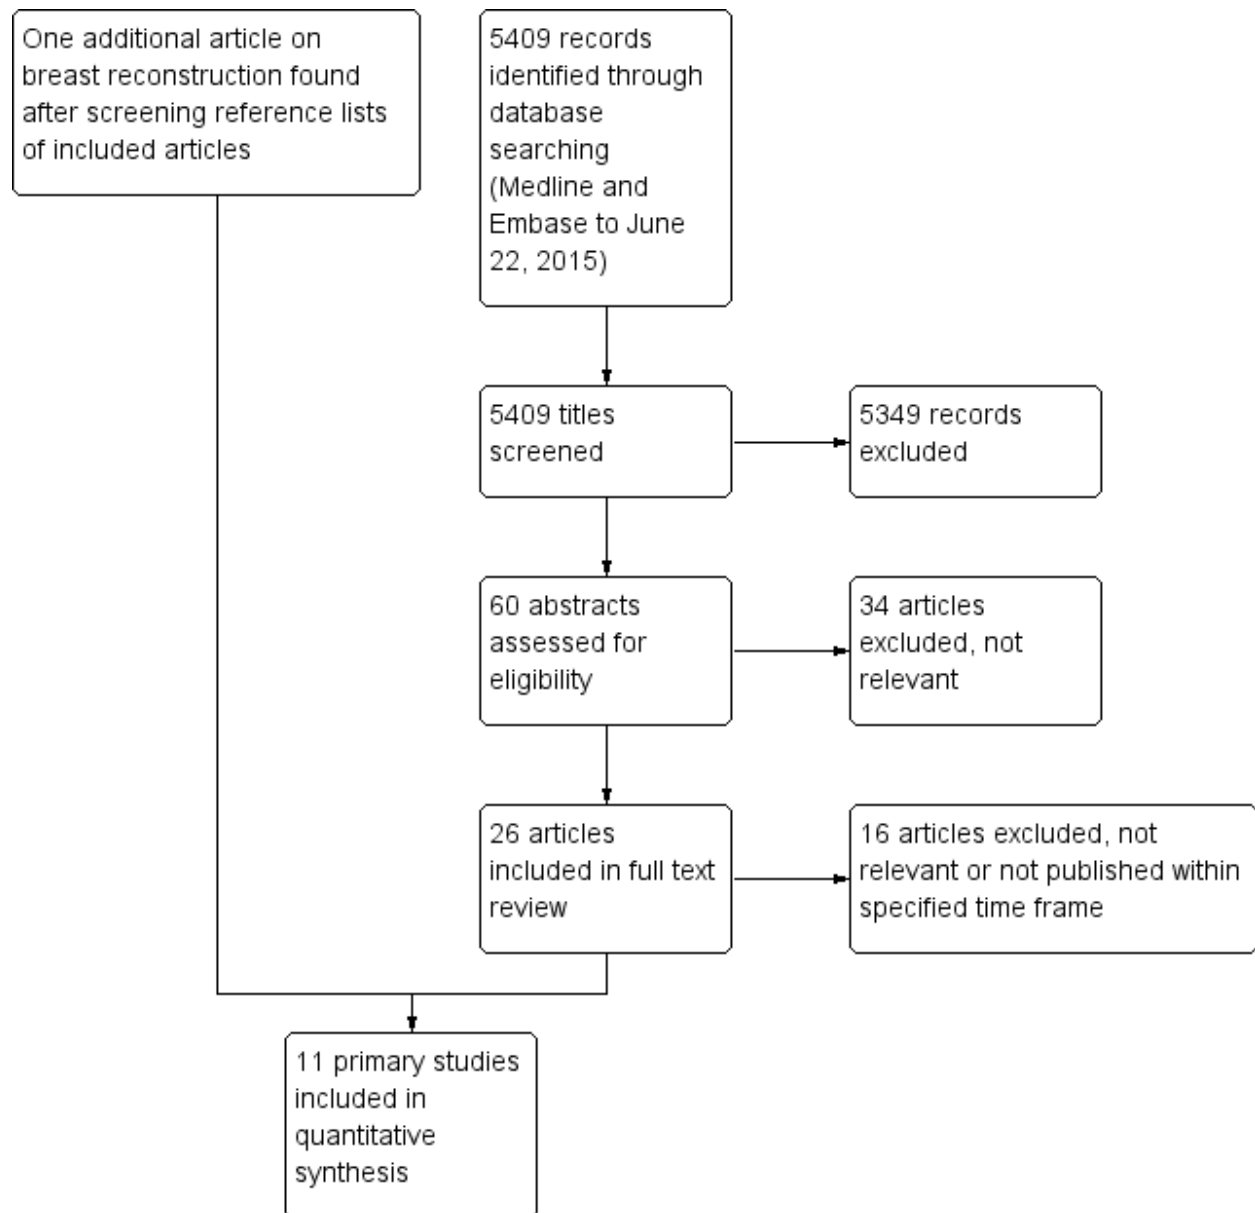 One additional article on
breast reconstruction found
after screening reference lists
of included articles
5409 records
identified through
database
searching
(Medline and
Embase to June
22, 2015)
5409 titles
screened
5349 records
excluded
60 abstracts
assessed for
eligibility
34 articles
excluded, not
relevant
26 articles
included in full text
review
16 articles excluded, not
relevant or not published within
specified time frame
11 primary studies
included in
quantitative
synthesis